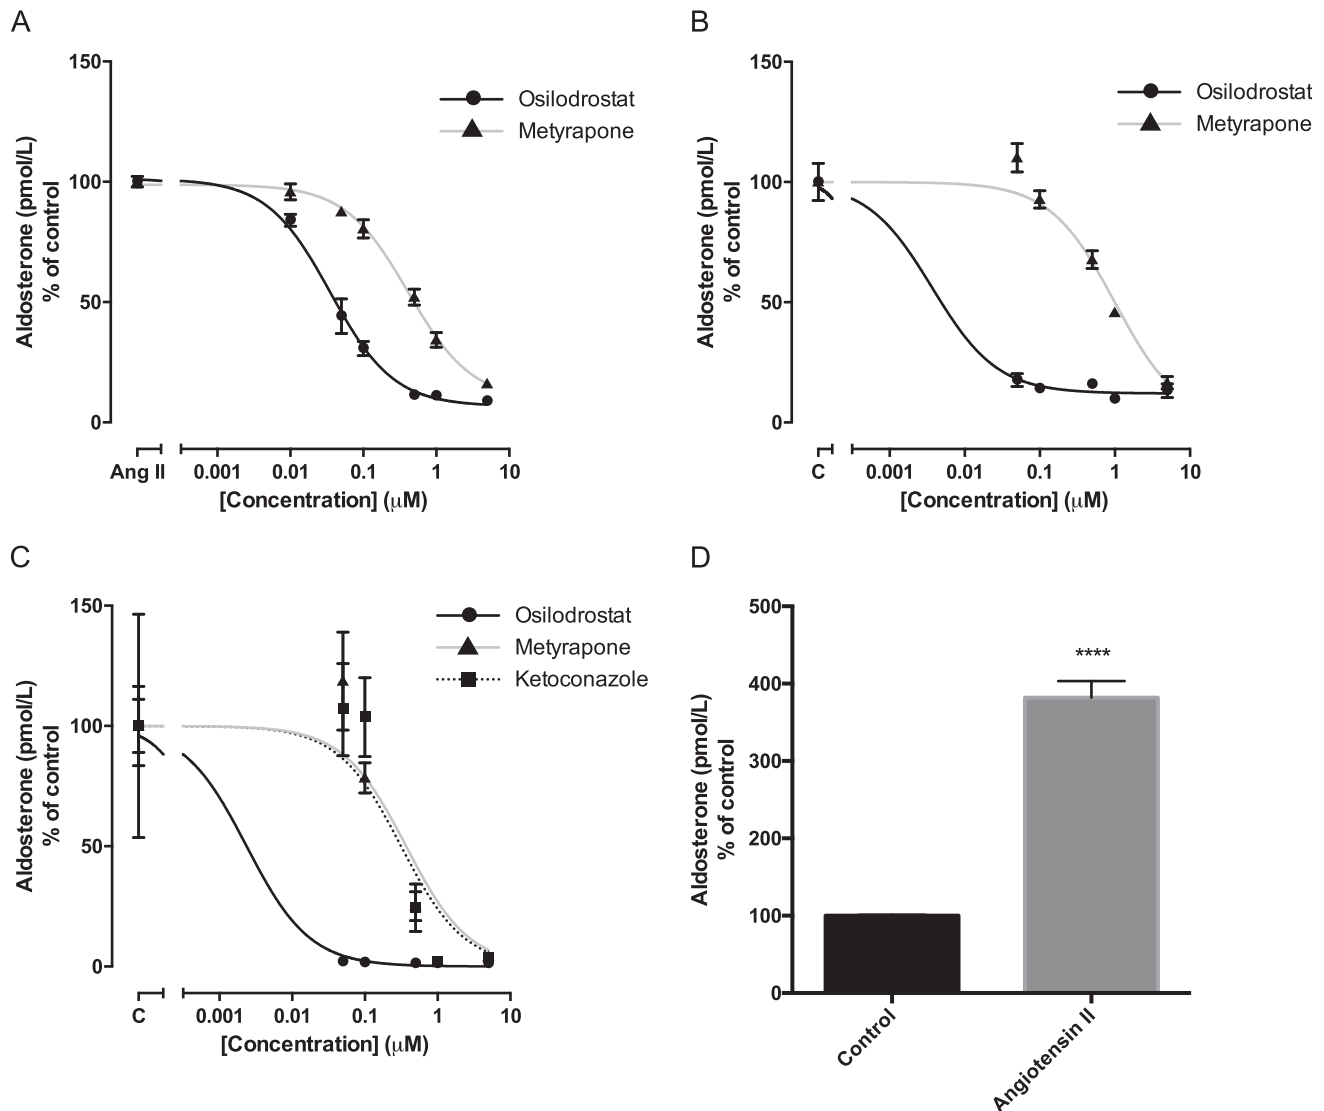 A
150
100
50
0
Aldosterone (pmol/L)
% of control
Osilodrostat
Metyrapone
Ang II 0.001 0.01 0.1 1 10
[Concentration] (μM)
B
150
100
50
0
Aldosterone (pmol/L)
% of control
Osilodrostat
Metyrapone
C 0.001 0.01 0.1 1 10
[Concentration] (μM)
C
150
100
50
0
Aldosterone (pmol/L)
% of control
Osilodrostat
Metyrapone
Ketoconazole
C 0.001 0.01 0.1 1 10
[Concentration] (μM)
D
500
400
300
200
100
0
Aldosterone (pmol/L)
% of control
****
Control
Angiotensin II